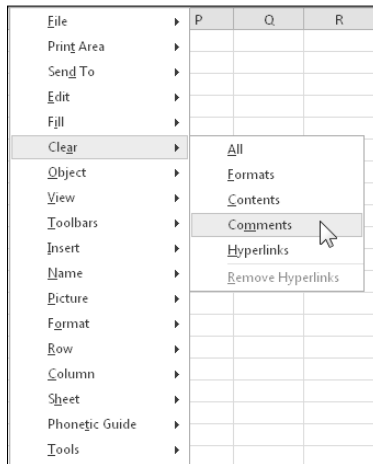 File
Print Area
Send To
Edit
Fill
Clear
Object
View
Toolbars
Insert
Name
Picture
Format
Row
Column
Sheet
Phonetic Guide
Tools
P Q R
All
Formats
Contents
Comments
Hyperlinks
Remove Hyperlinks